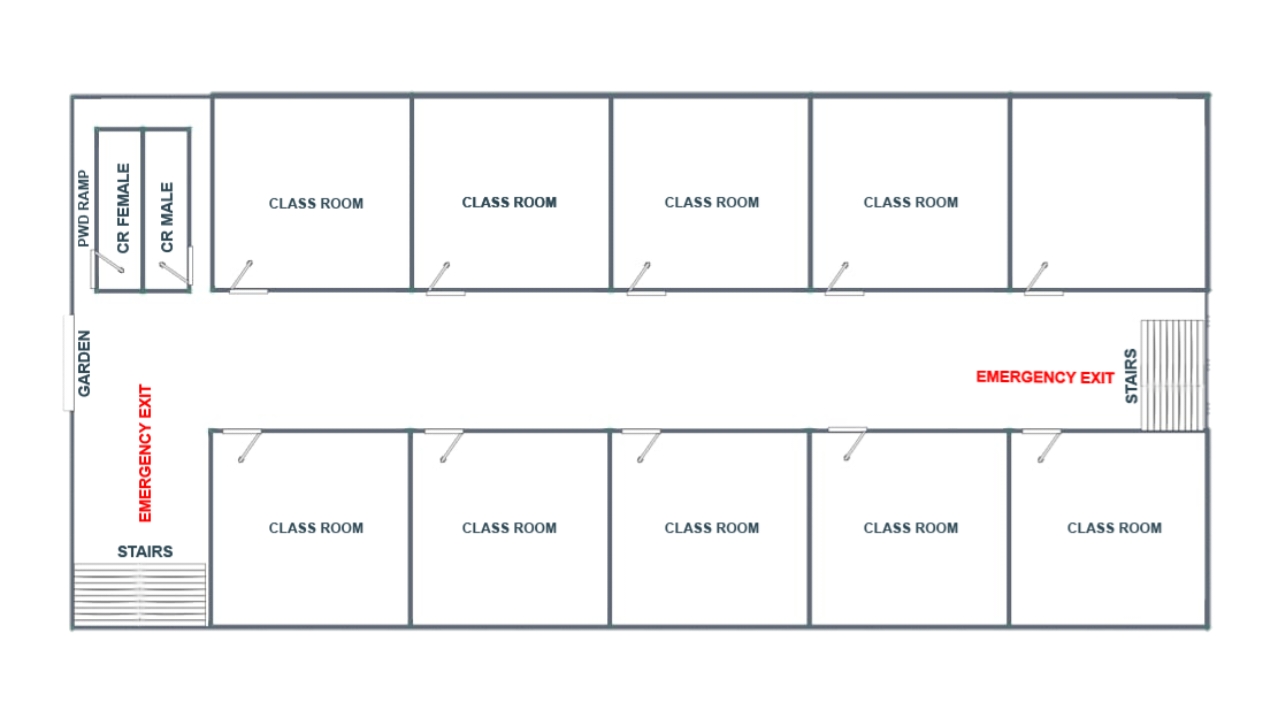 PWD RAMP
CR FEMALE
CR MALE
CLASS ROOM
CLASS ROOM
CLASS ROOM
CLASS ROOM
GARDEN
EMERGENCY EXIT
EMERGENCY EXIT
STAIRS
STAIRS
CLASS ROOM
CLASS ROOM
CLASS ROOM
CLASS ROOM
CLASS ROOM